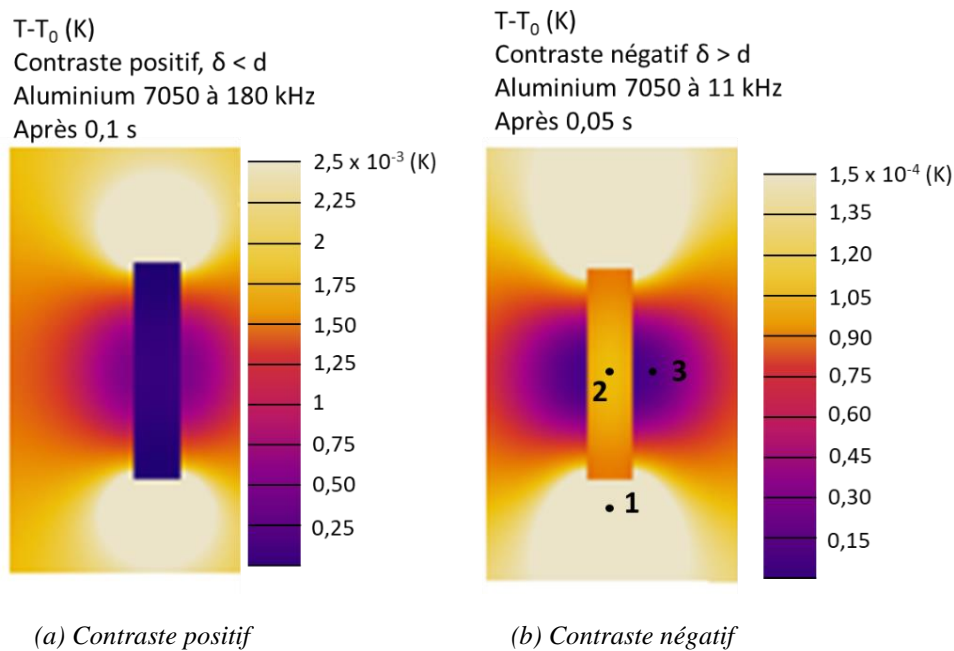 T-T₀ (K)
Contraste positif, δ < d
Aluminium 7050 à 180 kHz
Après 0,1 s
2,5 x 10⁻³ (K)
2,25
2
1,75
1,50
1,25
1
0,75
0,50
0,25
(a) Contraste positif
T-T₀ (K)
Contraste négatif δ > d
Aluminium 7050 à 11 kHz
Après 0,05 s
2
3
1
1,5 x 10⁻⁴ (K)
1,35
1,20
1,05
0,90
0,75
0,60
0,45
0,30
0,15
(b) Contraste négatif